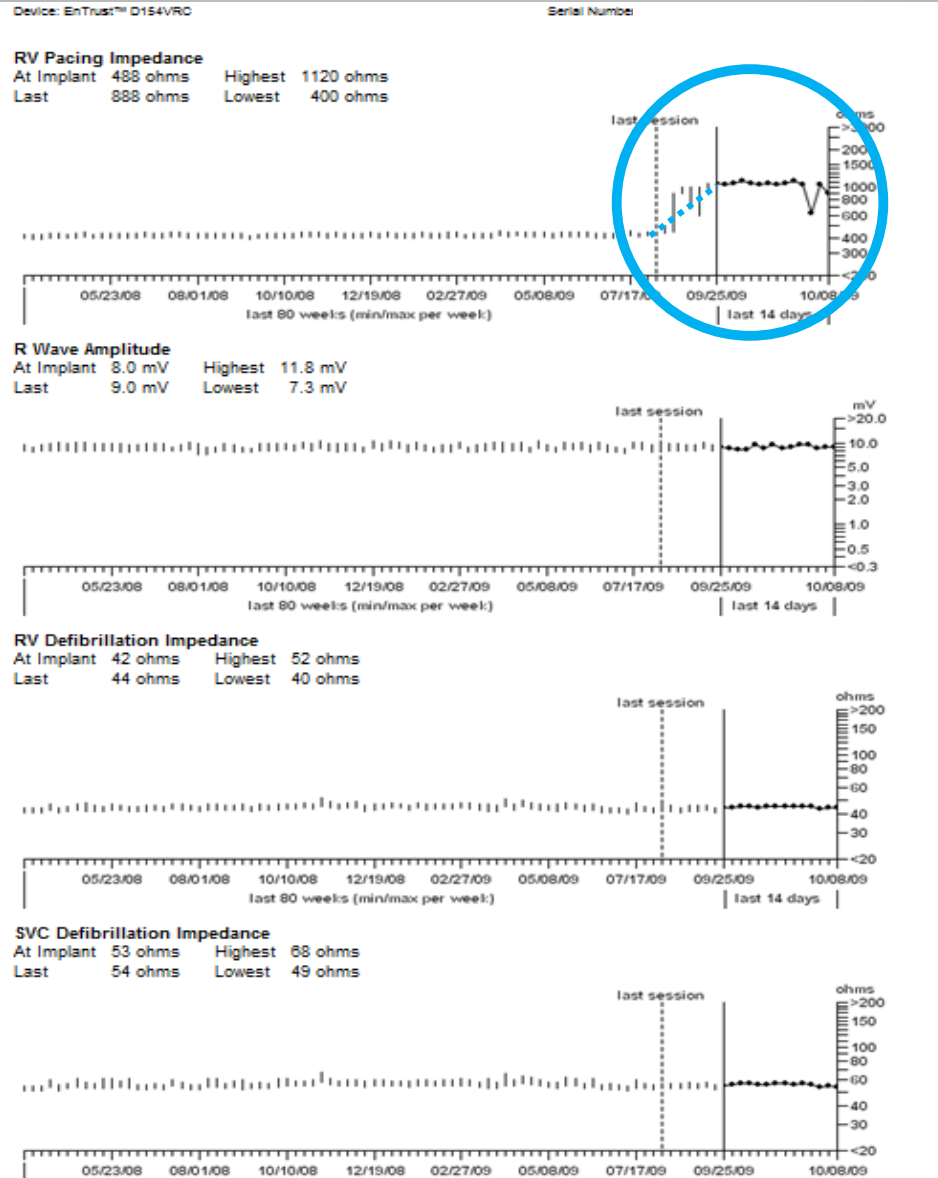 Device: EnTrust™ D154VRC Serial Number
RV Pacing Impedance
At Implant 488 ohms Highest 1120 ohms
Last 888 ohms Lowest 400 ohms
last session
ohms
2000
1500
1000
800
600
400
300
05/23/08 08/01/08 10/10/08 12/19/08 02/27/09 05/08/09 07/17/09 09/25/09 10/08/09
last 80 weeks (min/max per week) last 14 days
R Wave Amplitude
At Implant 8.0 mV Highest 11.8 mV
Last 9.0 mV Lowest 7.3 mV
last session
mV
>20.0
10.0
5.0
3.0
2.0
1.0
0.5
<0.3
05/23/08 08/01/08 10/10/08 12/19/08 02/27/09 05/08/09 07/17/09 09/25/09 10/08/09
last 80 weeks (min/max per week) last 14 days
RV Defibrillation Impedance
At Implant 42 ohms Highest 52 ohms
Last 44 ohms Lowest 40 ohms
last session
ohms
>200
150
100
80
60
40
30
<20
05/23/08 08/01/08 10/10/08 12/19/08 02/27/09 05/08/09 07/17/09 09/25/09 10/08/09
last 80 weeks (min/max per week) last 14 days
SVC Defibrillation Impedance
At Implant 53 ohms Highest 68 ohms
Last 54 ohms Lowest 49 ohms
last session
ohms
>200
150
100
80
60
40
30
<20
05/23/08 08/01/08 10/10/08 12/19/08 02/27/09 05/08/09 07/17/09 09/25/09 10/08/09